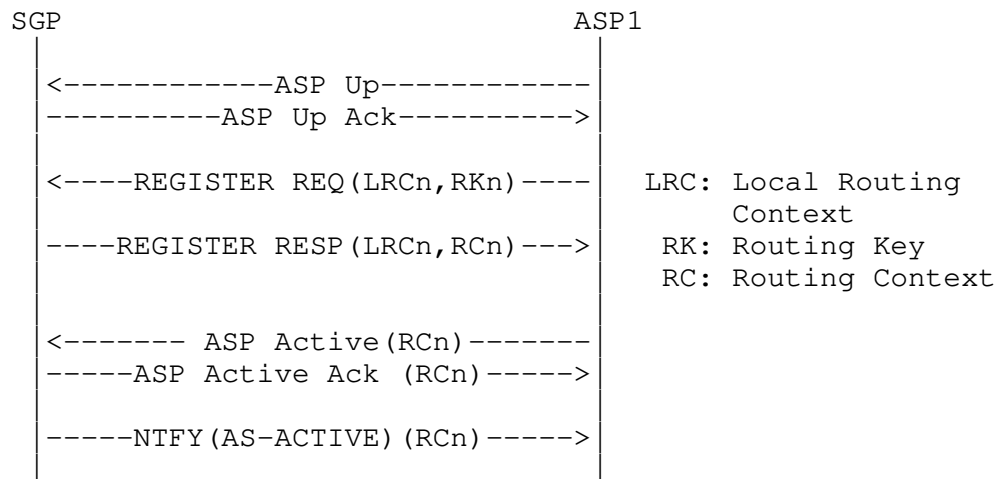 SGP                                     ASP1
 |                                       |
 |<------------ASP Up------------|
 |----------ASP Up Ack---------->|
 |                                       |
 |<----REGISTER REQ(LRCn,RKn)----|   LRC: Local Routing
 |                                       |        Context
 |----REGISTER RESP(LRCn,RCn)--->|    RK: Routing Key
 |                                       |    RC: Routing Context
 |                                       |
 |<------- ASP Active(RCn)-------|
 |-----ASP Active Ack (RCn)----->|
 |                                       |
 |-----NTFY(AS-ACTIVE)(RCn)----->|
 |                                       |